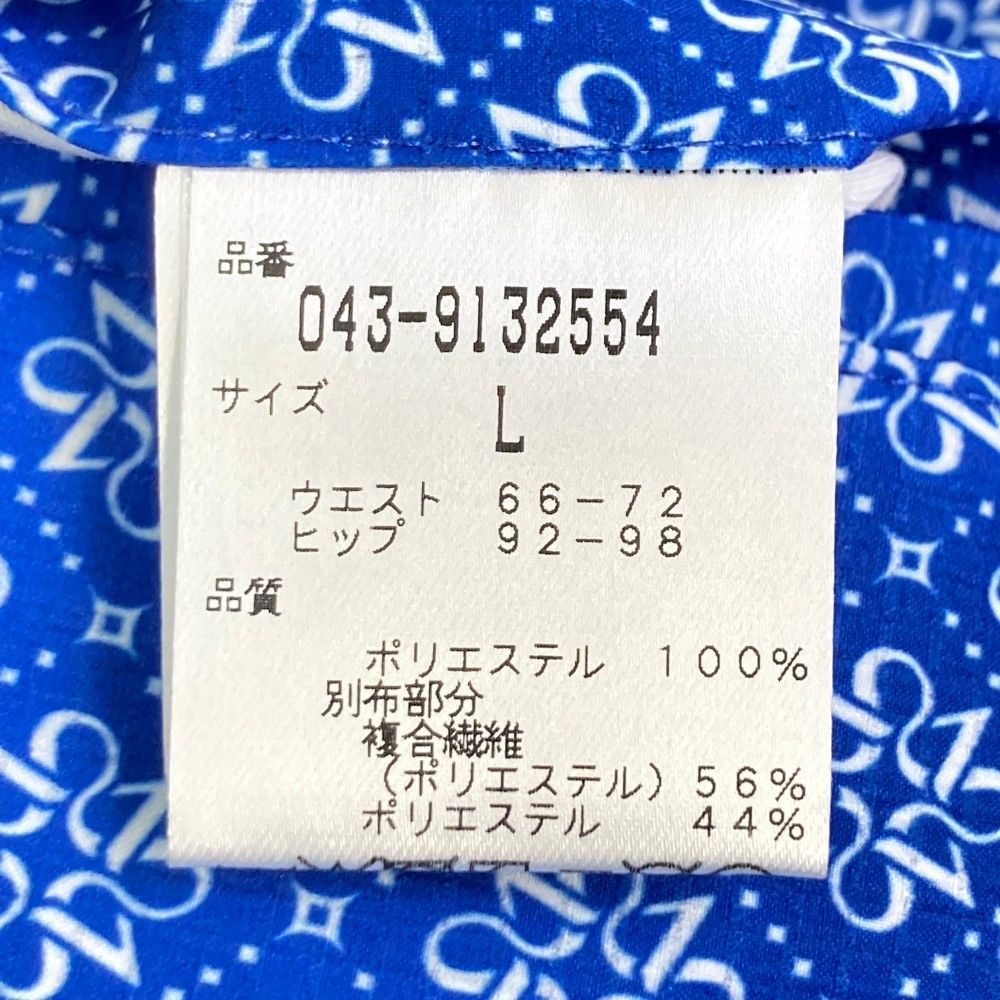 品番
043-9132554
サイズ L
ウエスト 66-72
ヒップ 92-98
品質
ポリエステル 100%
別布部分
複合繊維
(ポリエステル) 56%
ポリエステル 44%